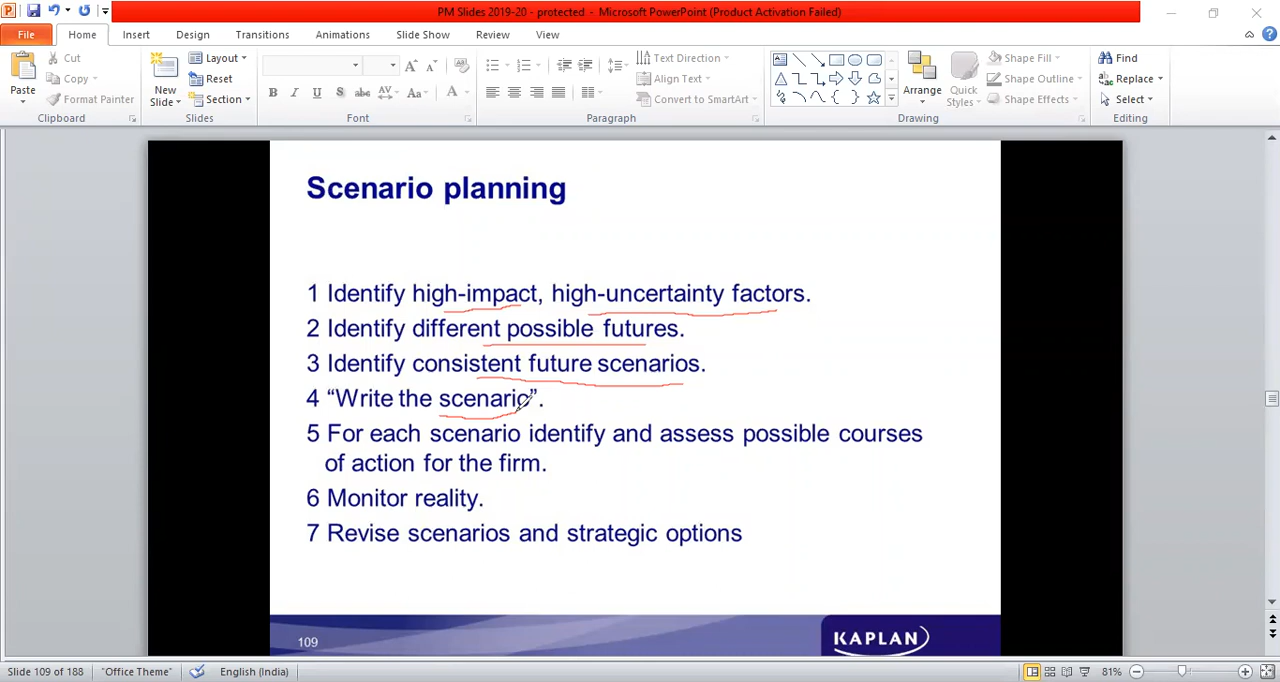 PM Slides 2019-20 - protected - Microsoft PowerPoint (Product Activation Failed)
File Home Insert Design Transitions Animations Slide Show Review View
Paste
Cut
Copy
Format Painter
Clipboard
New Slide
Layout
Reset
Section
Slides
B I U S abc AV Aa A
Font
Text Direction
Align Text
Convert to SmartArt
Paragraph
Arrange
Quick Styles
Shape Fill
Shape Outline
Shape Effects
Drawing
Find
Replace
Select
Editing
Scenario planning
1 Identify high-impact, high-uncertainty factors.
2 Identify different possible futures.
3 Identify consistent future scenarios.
4 “Write the scenario”.
5 For each scenario identify and assess possible courses
of action for the firm.
6 Monitor reality.
7 Revise scenarios and strategic options
109
KAPLAN
Slide 109 of 188 "Office Theme" English (India) 81%